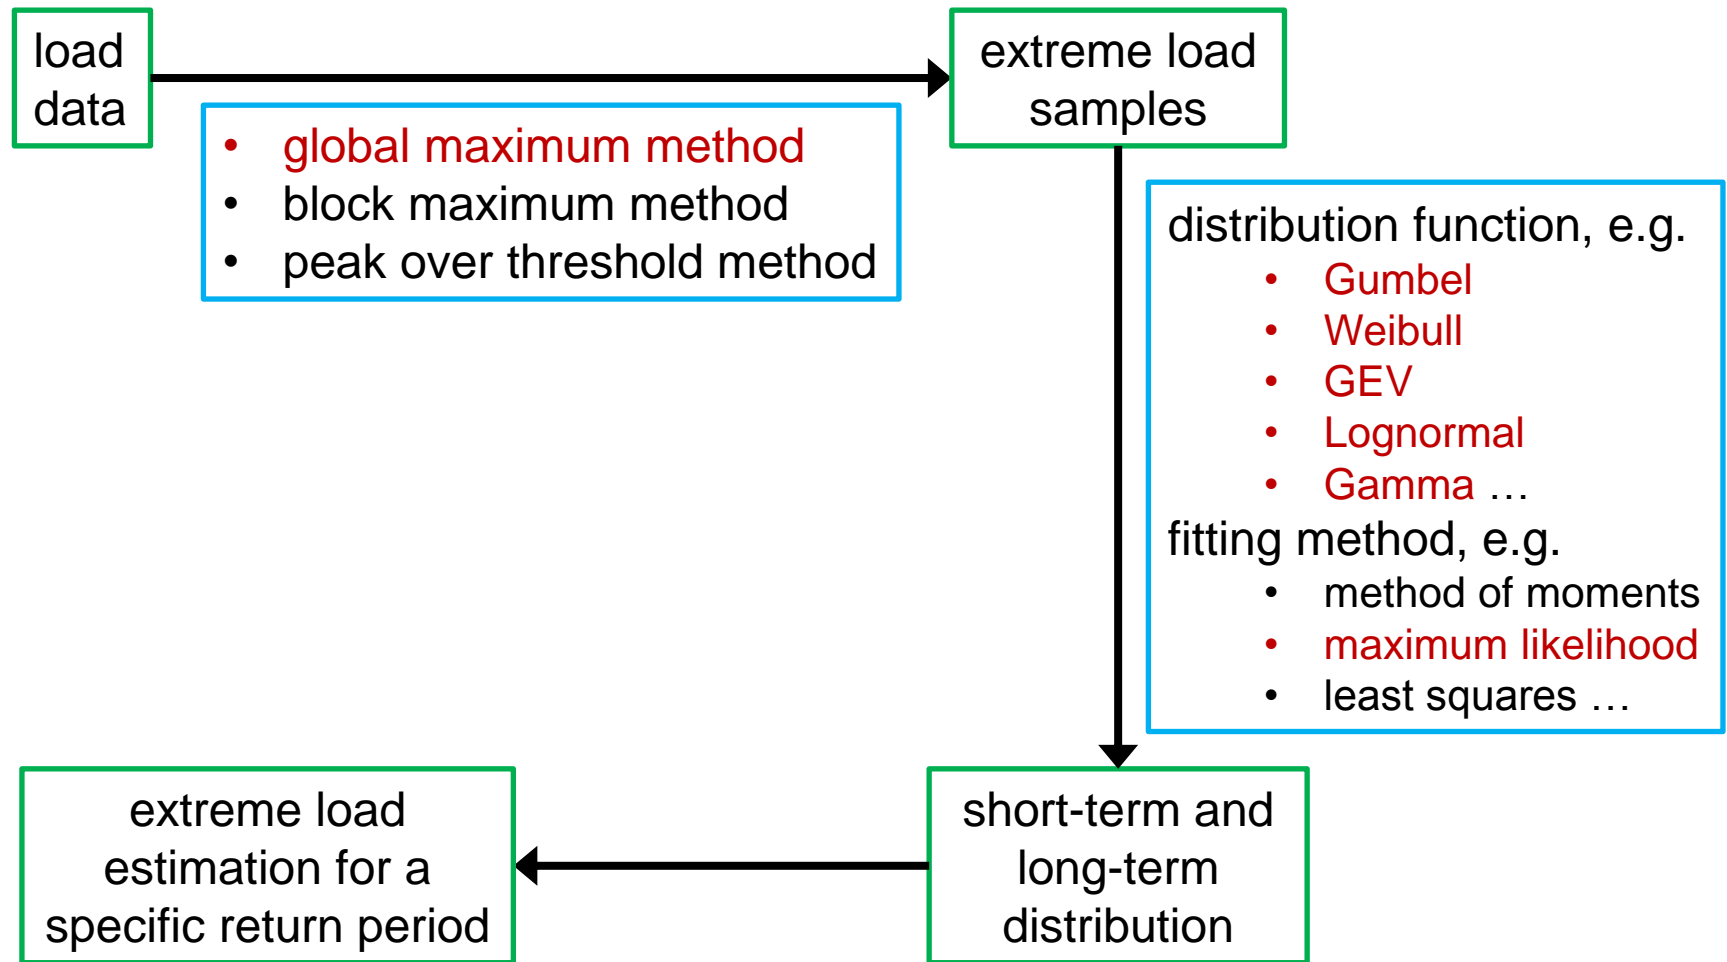 load
data
extreme load
samples
• global maximum method
• block maximum method
• peak over threshold method
distribution function, e.g.
• Gumbel
• Weibull
• GEV
• Lognormal
• Gamma …
fitting method, e.g.
• method of moments
• maximum likelihood
• least squares …
short-term and
long-term
distribution
extreme load
estimation for a
specific return period